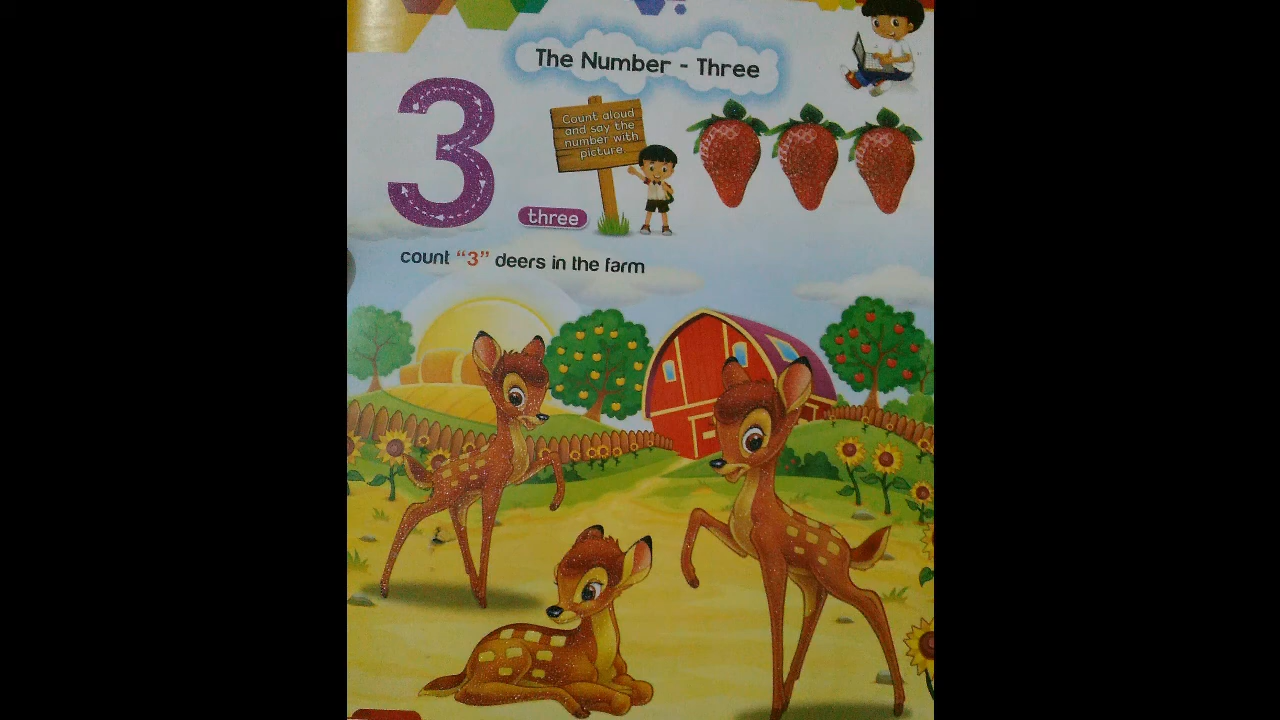 The Number - Three
3
Count aloud
and say the
number with
picture.
three
count “3” deers in the farm